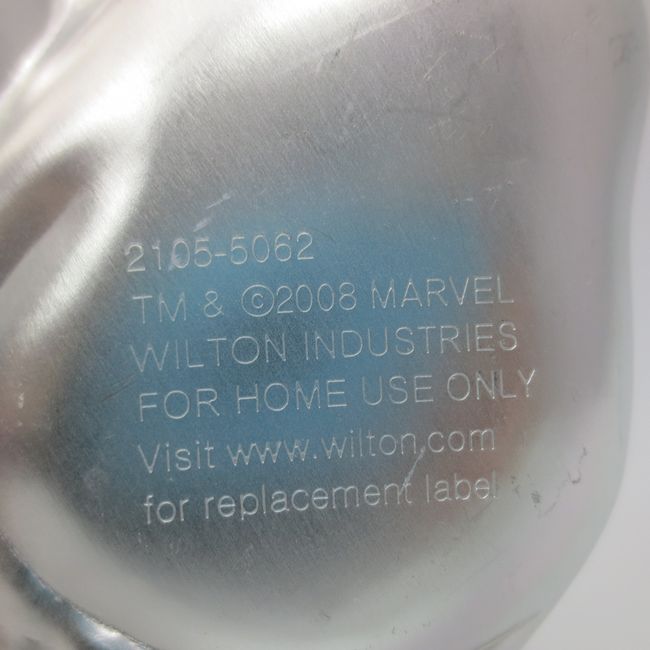 2105-5062
TM & ©2008 MARVEL
WILTON INDUSTRIES
FOR HOME USE ONLY
Visit www.wilton.com
for replacement label